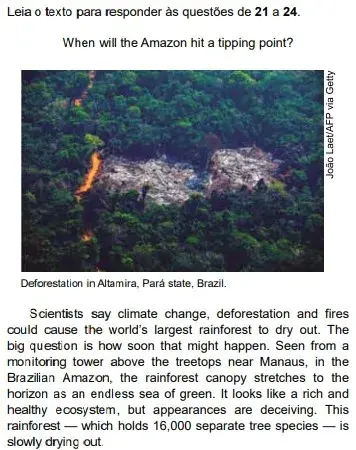 Leia o texto para responder às questões de 21 a 24.
When will the Amazon hit a tipping point?
João Laet/AFP via Getty
Deforestation in Altamira, Pará state, Brazil.
Scientists say climate change, deforestation and fires
could cause the world's largest rainforest to dry out. The
big question is how soon that might happen. Seen from a
monitoring tower above the treetops near Manaus, in the
Brazilian Amazon, the rainforest canopy stretches to the
horizon as an endless sea of green. It looks like a rich and
healthy ecosystem, but appearances are deceiving. This
rainforest — which holds 16,000 separate tree species — is
slowly drying out.